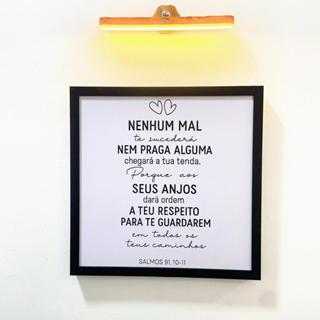 NENHUM MAL
te sucederá
NEM PRAGA ALGUMA
chegará a tua tenda.
Porque aos
SEUS ANJOS
dará ordem
A TEU RESPEITO
PARA TE GUARDAREM
em todos os
teus caminhos
SALMOS 91, 10-11